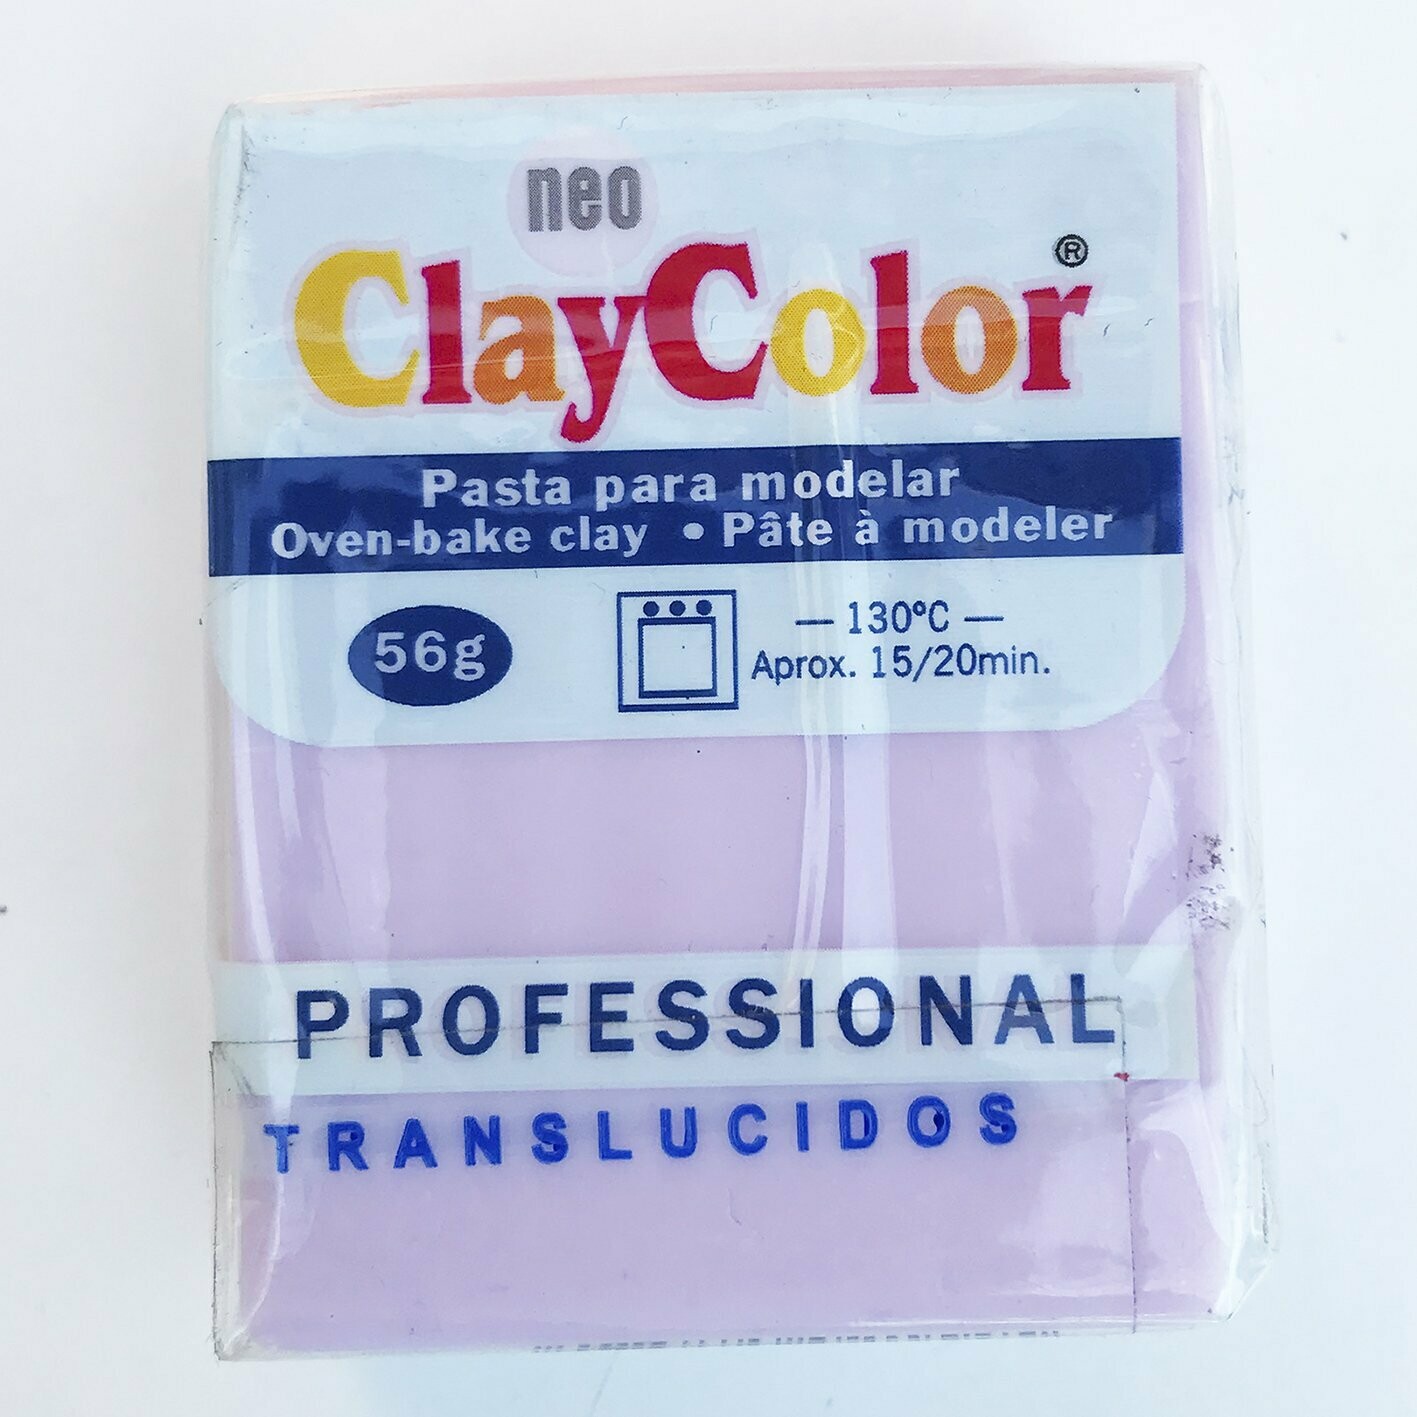 neo
ClayColor®
Pasta para modelar
Oven-bake clay • Pâte à modeler
56g
— 130ºC —
Aprox. 15/20min.
PROFESSIONAL
TRANSLUCIDOS